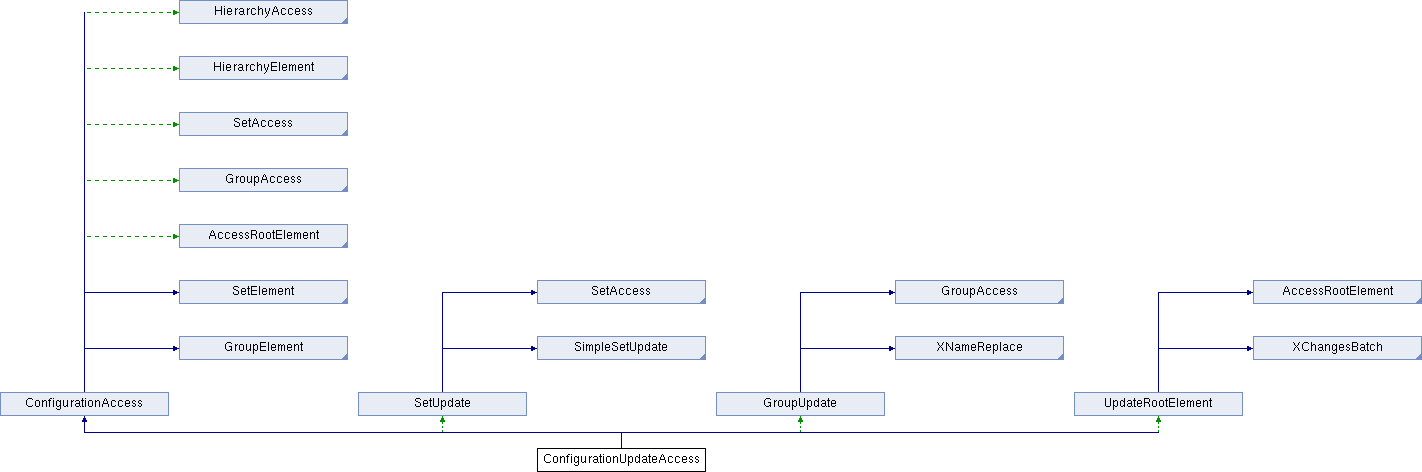 HierarchyAccess
HierarchyElement
SetAccess
GroupAccess
AccessRootElement
SetElement
SetAccess
GroupAccess
AccessRootElement
GroupElement
SimpleSetUpdate
XNameReplace
XChangesBatch
ConfigurationAccess
SetUpdate
GroupUpdate
UpdateRootElement
ConfigurationUpdateAccess